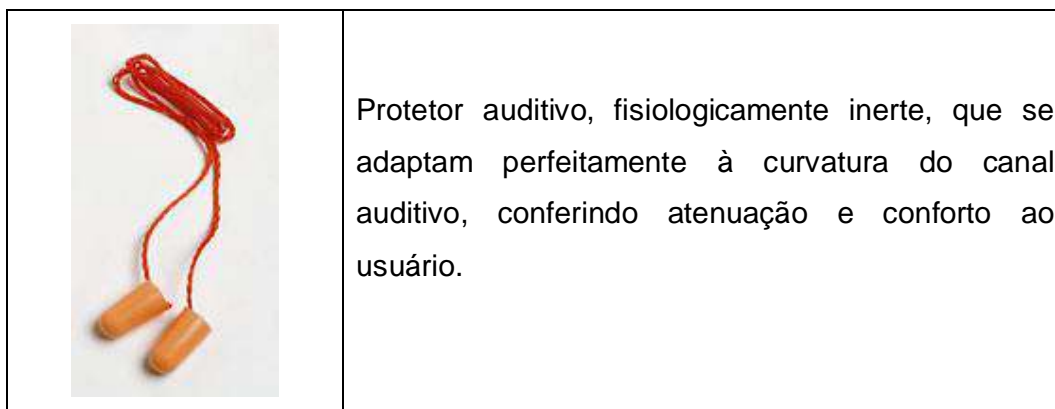 Protetor auditivo, fisiologicamente inerte, que se
adaptam perfeitamente à curvatura do canal
auditivo, conferindo atenuação e conforto ao
usuário.